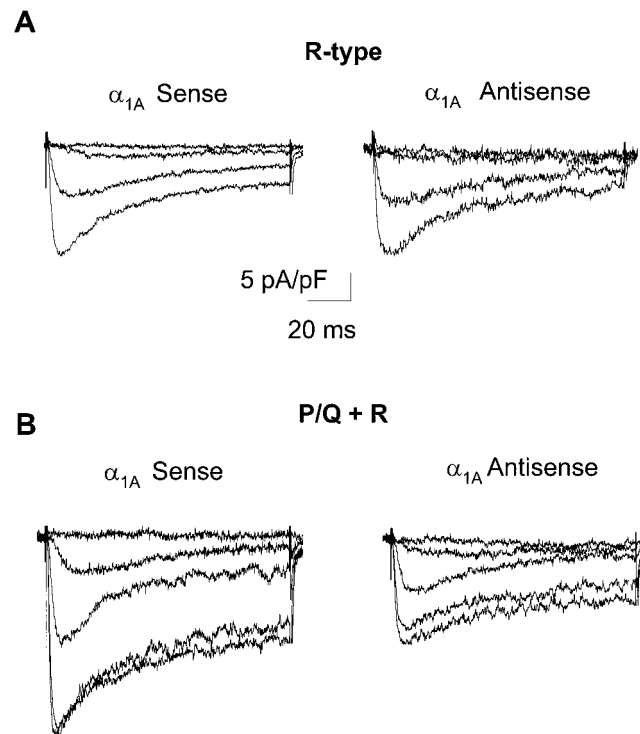 A
R-type
α1A Sense
α1A Antisense
5 pA/pF
20 ms
B
P/Q + R
α1A Sense
α1A Antisense